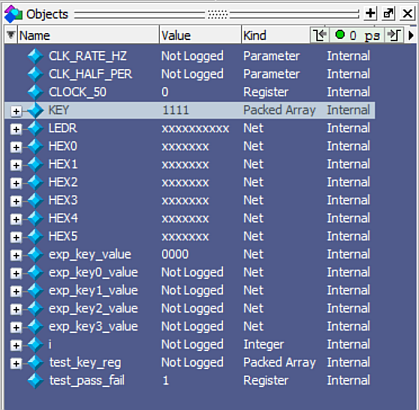 Objects
Name Value Kind 0 ps
CLK_RATE_HZ Not Logged Parameter Internal
CLK_HALF_PER Not Logged Parameter Internal
CLOCK_50 0 Register Internal
KEY 1111 Packed Array Internal
LEDR xxxxxxxxxx Net Internal
HEX0 xxxxxxx Net Internal
HEX1 xxxxxxx Net Internal
HEX2 xxxxxxx Net Internal
HEX3 xxxxxxx Net Internal
HEX4 xxxxxxx Net Internal
HEX5 xxxxxxx Net Internal
exp_key_value 0000 Net Internal
exp_key0_value Not Logged Net Internal
exp_key1_value Not Logged Net Internal
exp_key2_value Not Logged Net Internal
exp_key3_value Not Logged Net Internal
i Not Logged Integer Internal
test_key_reg Not Logged Packed Array Internal
test_pass_fail 1 Register Internal